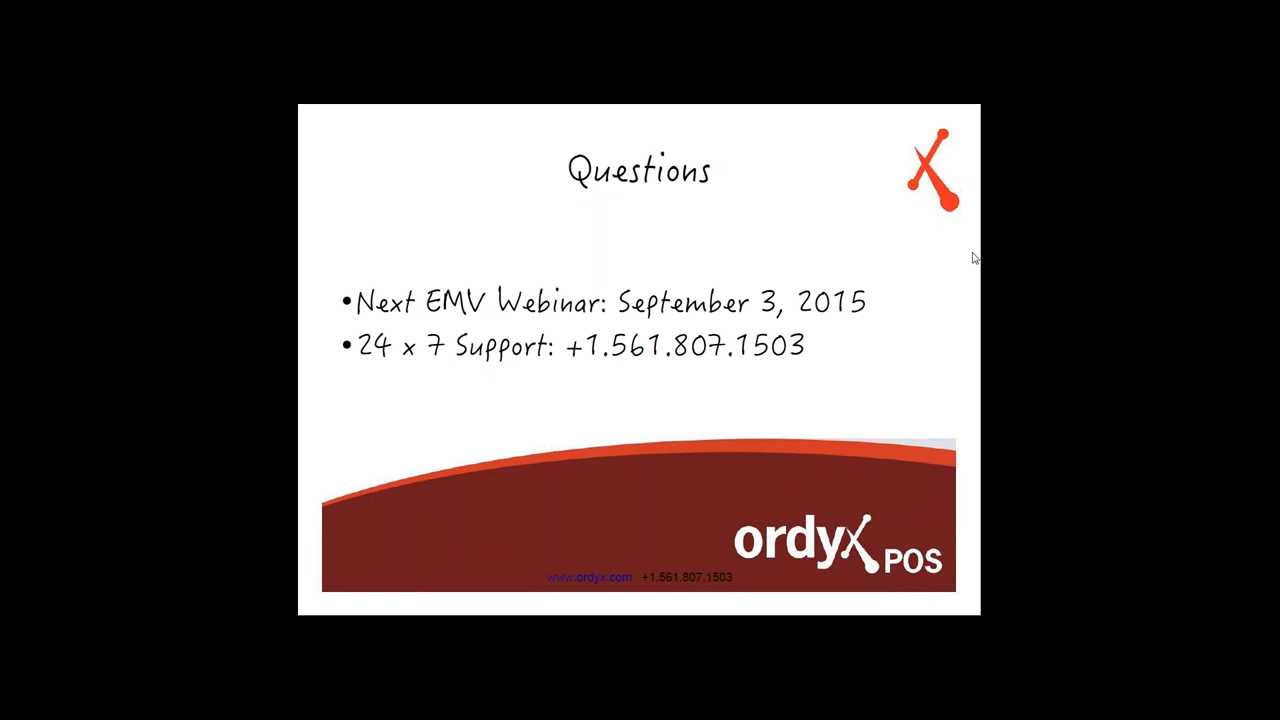 Questions
•Next EMV Webinar: September 3, 2015
•24 x 7 Support: +1.561.807.1503
ordyx POS
www.ordyx.com +1.561.807.1503